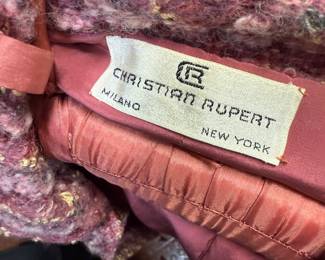 CR
CHRISTIAN RUPERT
MILANO
NEW YORK